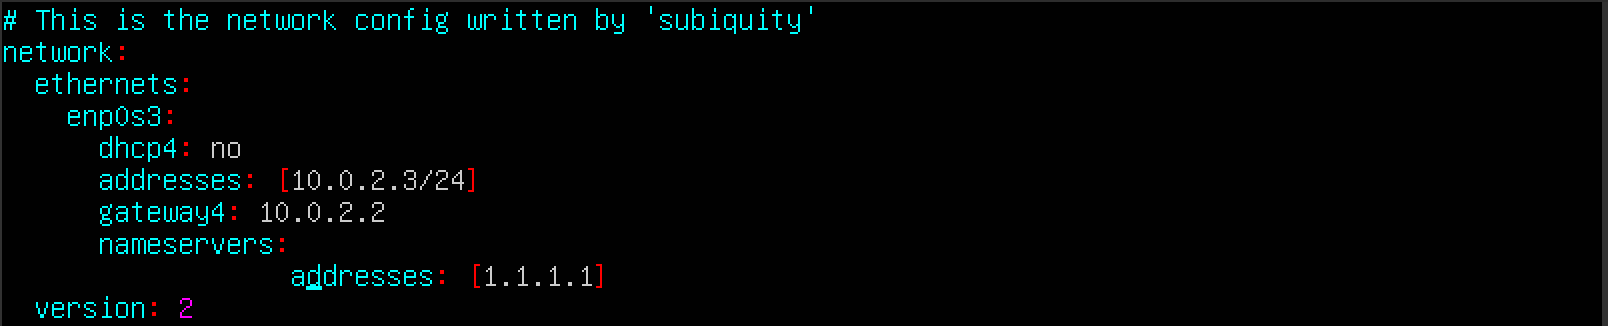 # This is the network config written by 'subiquity'
network:
  ethernets:
    enp0s3:
      dhcp4: no
      addresses: [10.0.2.3/24]
      gateway4: 10.0.2.2
      nameservers:
                  addresses: [1.1.1.1]
  version: 2